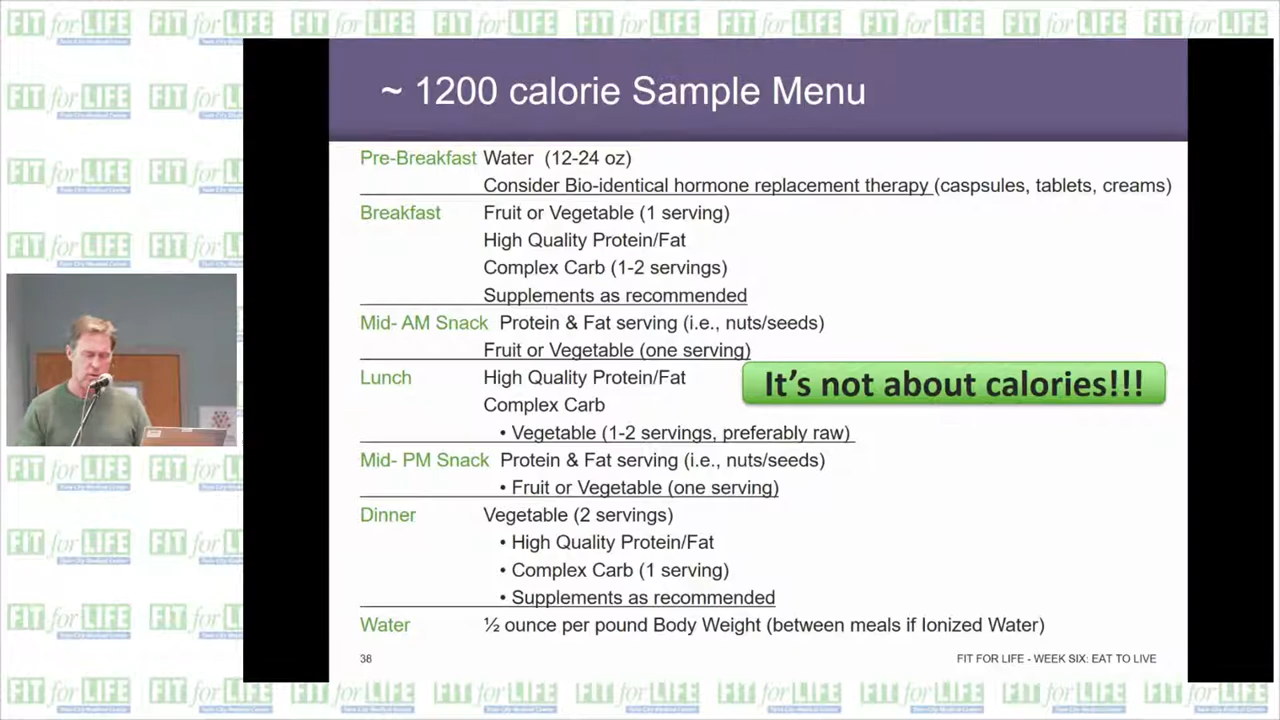 ~ 1200 calorie Sample Menu
Pre-Breakfast Water (12-24 oz)
Consider Bio-identical hormone replacement therapy (caspsules, tablets, creams)
Breakfast Fruit or Vegetable (1 serving)
High Quality Protein/Fat
Complex Carb (1-2 servings)
Supplements as recommended
Mid- AM Snack Protein & Fat serving (i.e., nuts/seeds)
Fruit or Vegetable (one serving)
Lunch High Quality Protein/Fat
It's not about calories!!!
Complex Carb
• Vegetable (1-2 servings, preferably raw)
Mid- PM Snack Protein & Fat serving (i.e., nuts/seeds)
• Fruit or Vegetable (one serving)
Dinner Vegetable (2 servings)
• High Quality Protein/Fat
• Complex Carb (1 serving)
• Supplements as recommended
Water ½ ounce per pound Body Weight (between meals if Ionized Water)
38 FIT FOR LIFE - WEEK SIX: EAT TO LIVE
FIT for LIFE